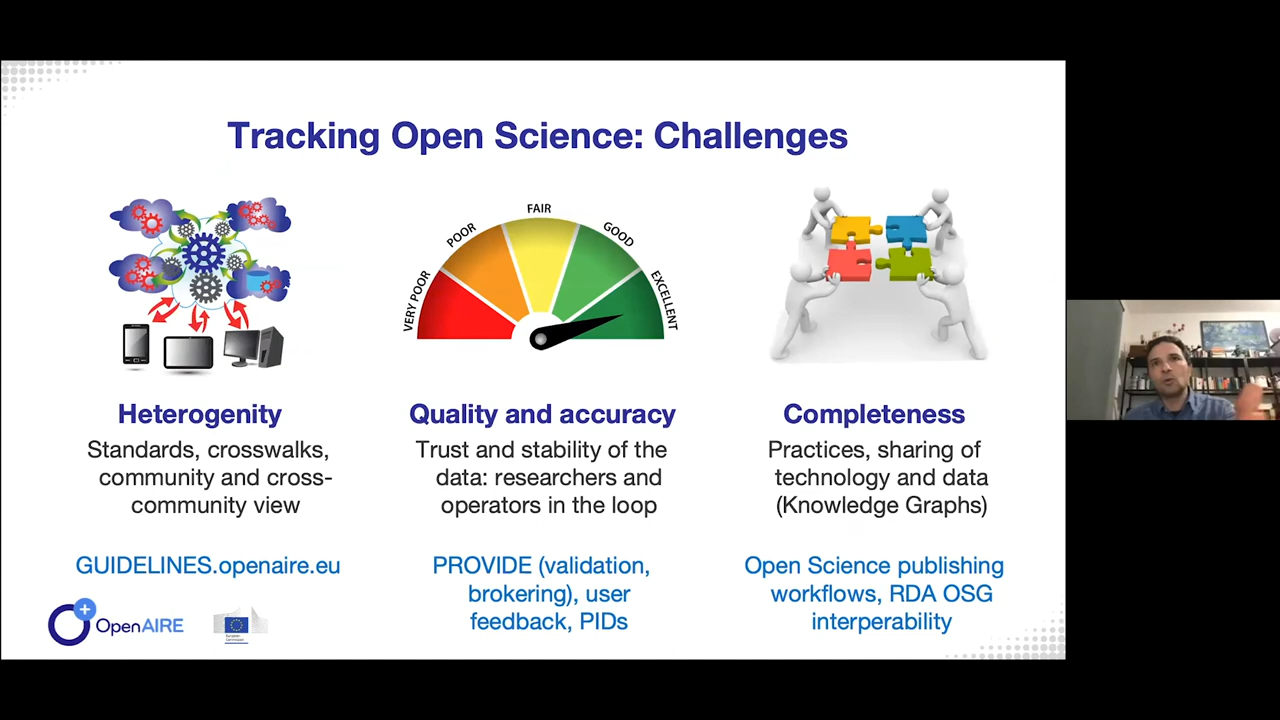 Tracking Open Science: Challenges
VERY POOR
POOR
FAIR
GOOD
EXCELLENT
Heterogenity
Standards, crosswalks,
community and cross-
community view
GUIDELINES.openaire.eu
Quality and accuracy
Trust and stability of the
data: researchers and
operators in the loop
PROVIDE (validation,
brokering), user
feedback, PIDs
Completeness
Practices, sharing of
technology and data
(Knowledge Graphs)
Open Science publishing
workflows, RDA OSG
interperability
OpenAIRE
European
Commission